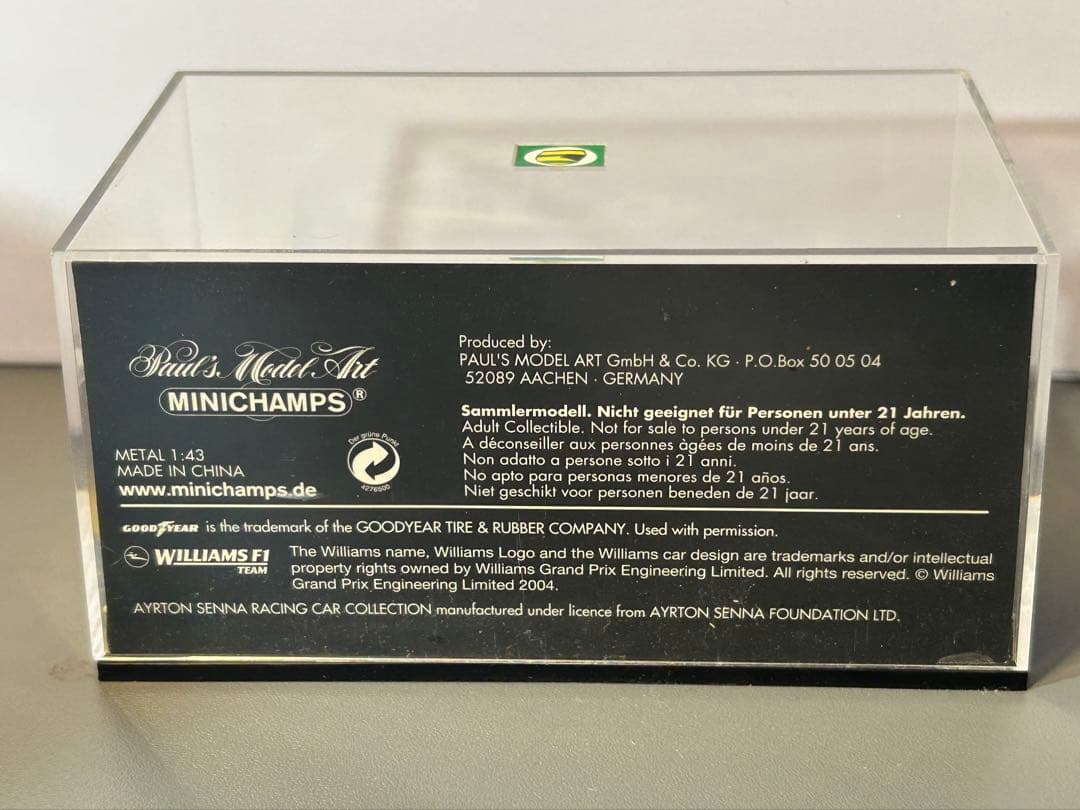 Paul's Model Art
MINICHAMPS®
METAL 1:43
MADE IN CHINA
www.minichamps.de
Der grüne Punkt
4276500
Produced by:
PAUL'S MODEL ART GmbH & Co. KG · P.O.Box 50 05 04
52089 AACHEN · GERMANY
Sammlermodell. Nicht geeignet für Personen unter 21 Jahren.
Adult Collectible. Not for sale to persons under 21 years of age.
A déconseiller aux personnes àgées de moins de 21 ans.
Non adatto a persone sotto i 21 anni.
No apto para personas menores de 21 años.
Niet geschikt voor personen beneden de 21 jaar.
GOODYEAR is the trademark of the GOODYEAR TIRE & RUBBER COMPANY. Used with permission.
WILLIAMS F1
TEAM
The Williams name, Williams Logo and the Williams car design are trademarks and/or intellectual
property rights owned by Williams Grand Prix Engineering Limited. All rights reserved. © Williams
Grand Prix Engineering Limited 2004.
AYRTON SENNA RACING CAR COLLECTION manufactured under licence from AYRTON SENNA FOUNDATION LTD.